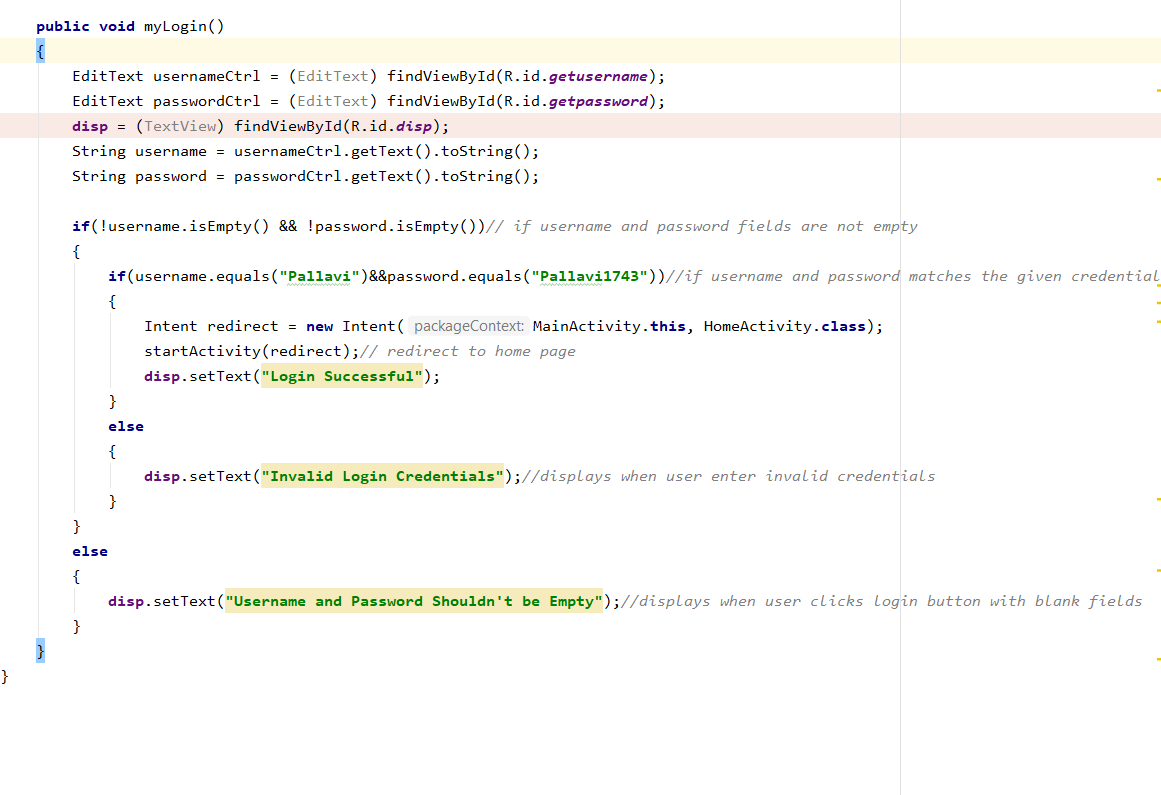 public void myLogin()
{
EditText usernameCtrl = (EditText) findViewById(R.id.getusername);
EditText passwordCtrl = (EditText) findViewById(R.id.getpassword);
disp = (TextView) findViewById(R.id.disp);
String username = usernameCtrl.getText().toString();
String password = passwordCtrl.getText().toString();
if(!username.isEmpty() && !password.isEmpty())// if username and password fields are not empty
{
if(username.equals("Pallavi")&&password.equals("Pallavi1743"))//if username and password matches the given credential
{
Intent redirect = new Intent( packageContext: MainActivity.this, HomeActivity.class);
startActivity(redirect);// redirect to home page
disp.setText("Login Successful");
}
else
{
disp.setText("Invalid Login Credentials");//displays when user enter invalid credentials
}
}
else
{
disp.setText("Username and Password Shouldn't be Empty");//displays when user clicks login button with blank fields
}
}
}